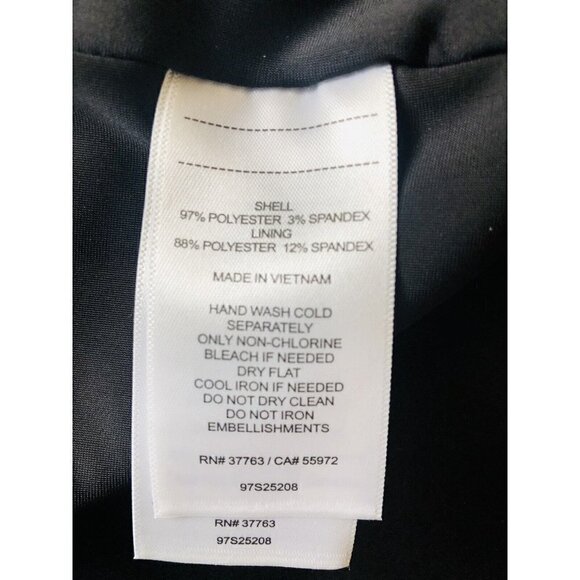 SHELL
97% POLYESTER 3% SPANDEX
LINING
88% POLYESTER 12% SPANDEX
MADE IN VIETNAM
HAND WASH COLD
SEPARATELY
ONLY NON-CHLORINE
BLEACH IF NEEDED
DRY FLAT
COOL IRON IF NEEDED
DO NOT DRY CLEAN
DO NOT IRON
EMBELLISHMENTS
RN# 37763 / CA# 55972
97S25208
RN# 37763
97S25208